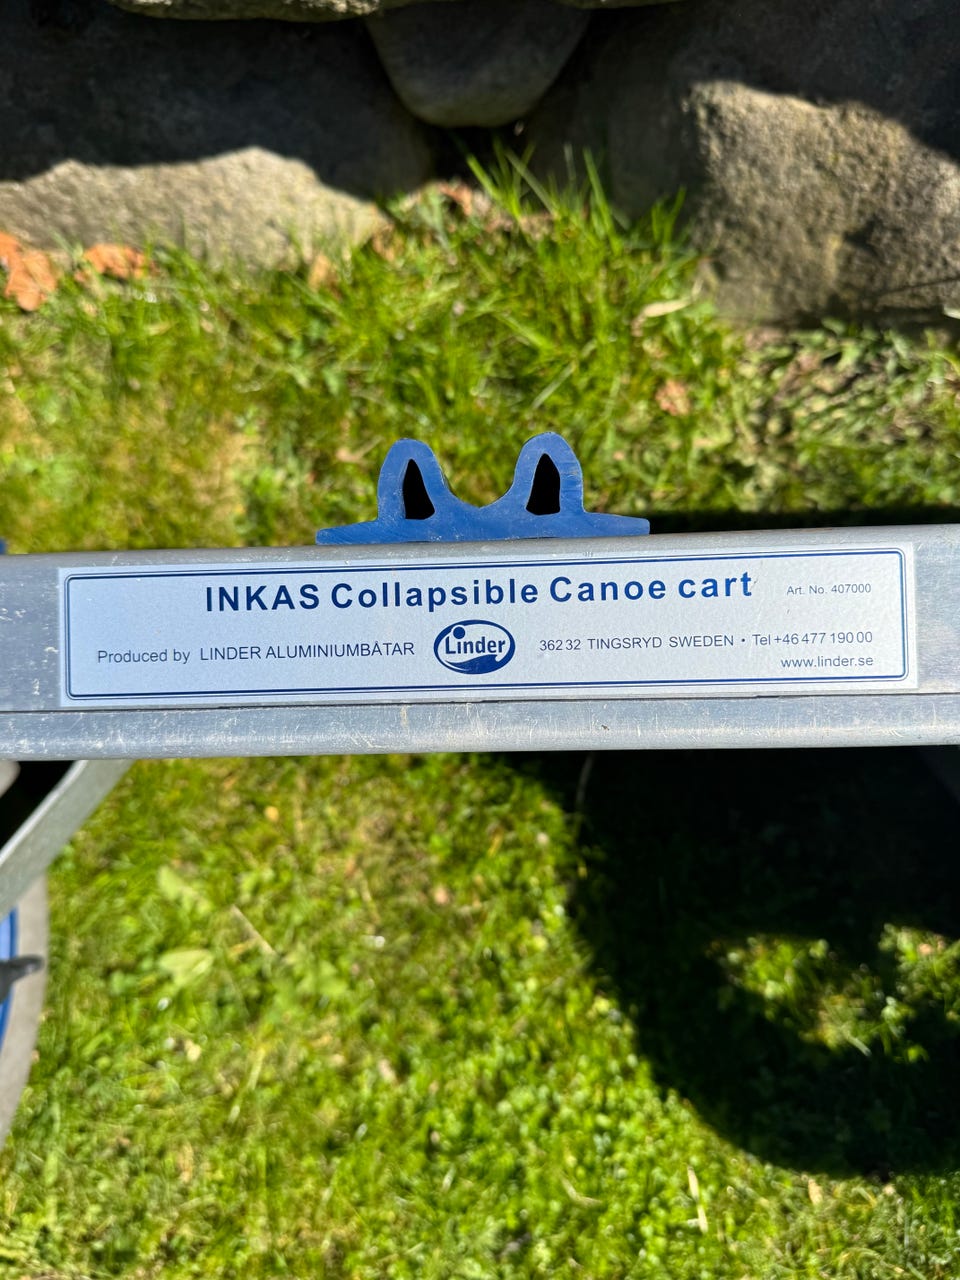 INKAS Collapsible Canoe cart
Art. No. 407000
Produced by LINDER ALUMINIUMBÅTAR
Linder
362 32 TINGSRYD SWEDEN • Tel +46 477 190 00
www.linder.se